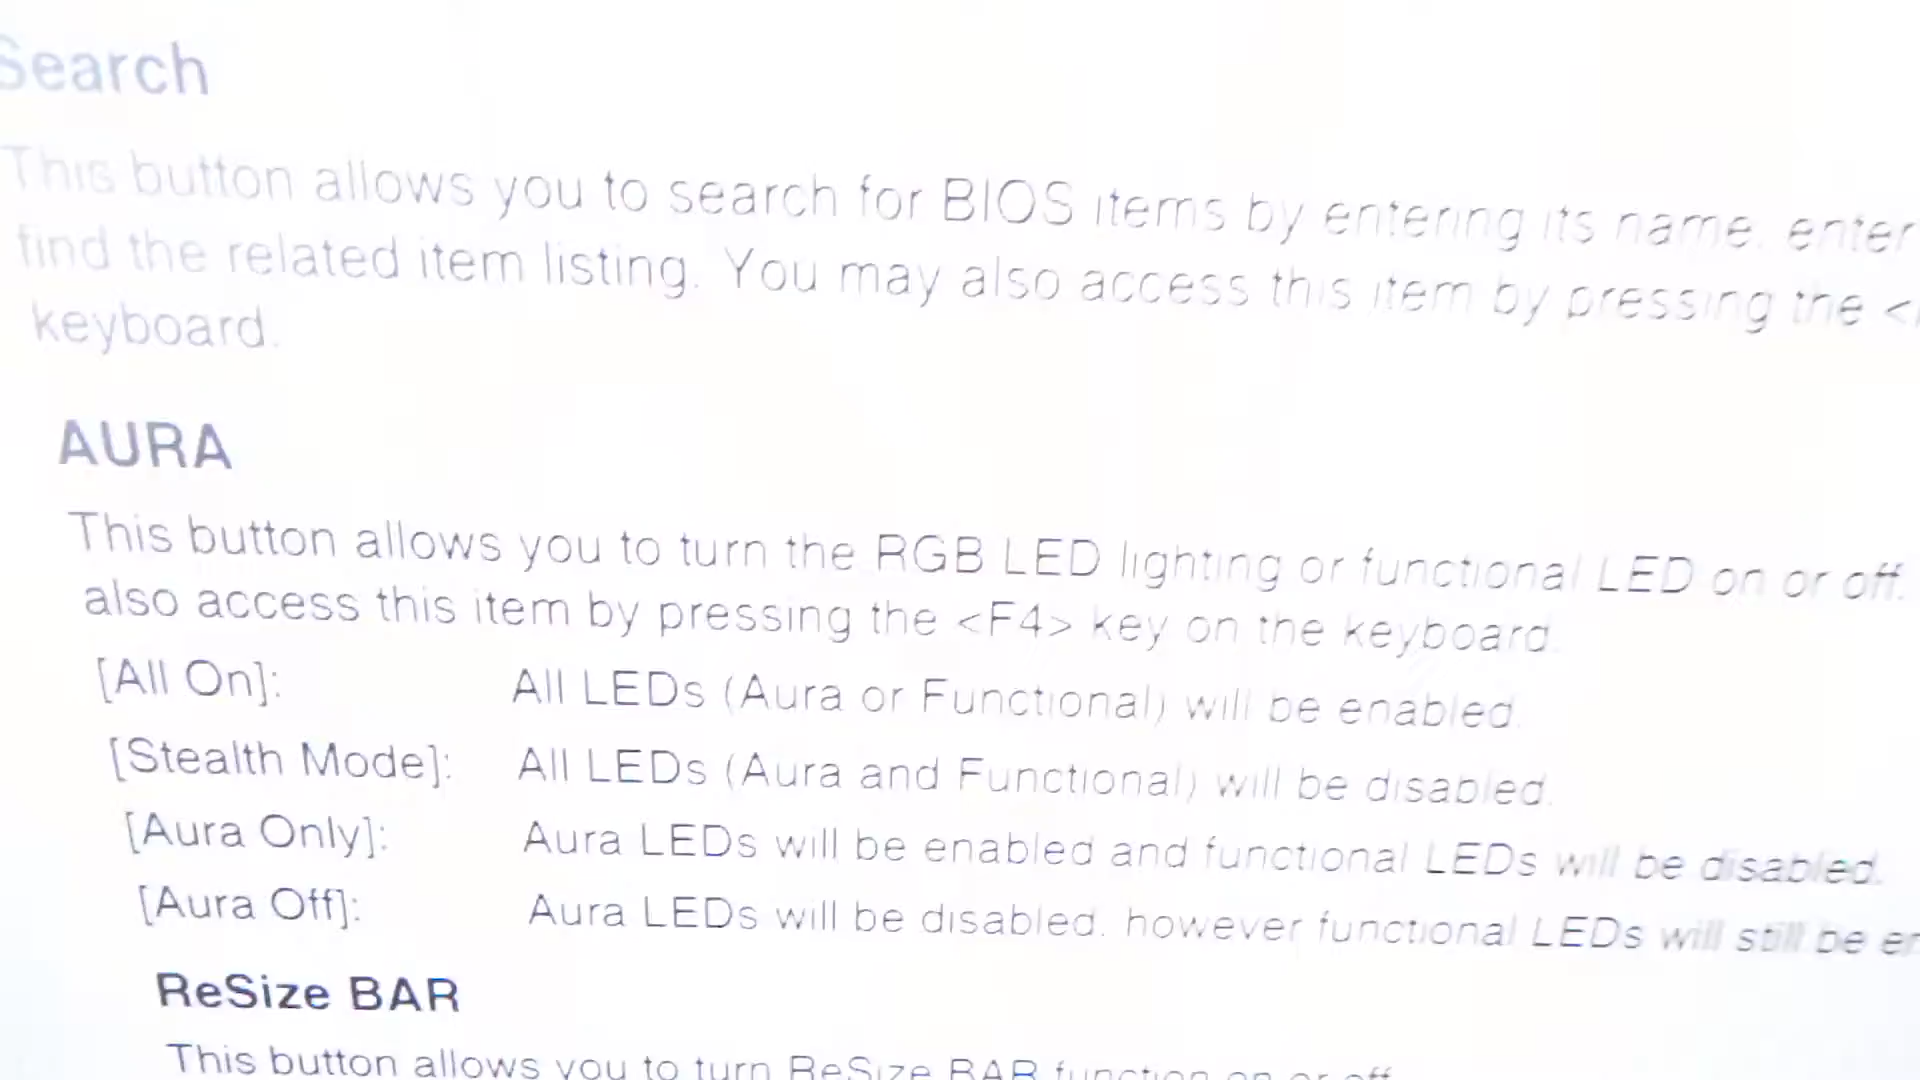 Search
This button allows you to search for BIOS items by entering its name, enter
find the related item listing. You may also access this item by pressing the
keyboard.
AURA
This button allows you to turn the RGB LED lighting or functional LED on or off.
also access this item by pressing the <F4> key on the keyboard.
[All On]: All LEDs (Aura or Functional) will be enabled.
[Stealth Mode]: All LEDs (Aura and Functional) will be disabled.
[Aura Only]: Aura LEDs will be enabled and functional LEDs will be disabled.
[Aura Off]: Aura LEDs will be disabled, however functional LEDs will still be
ReSize BAR
This button allows you to turn ReSize BAR function on or off